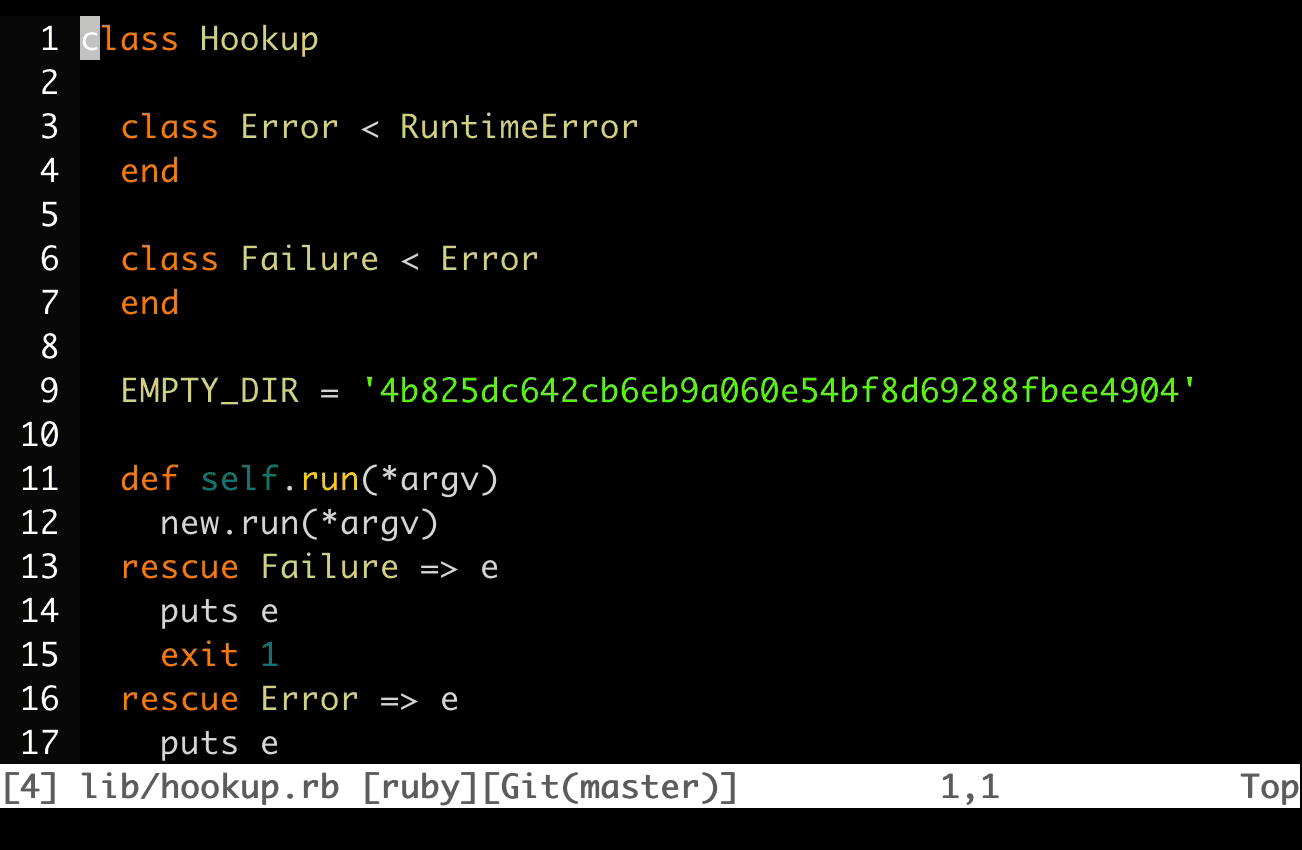 1 class Hookup
2
3   class Error < RuntimeError
4   end
5
6   class Failure < Error
7   end
8
9   EMPTY_DIR = '4b825dc642cb6eb9a060e54bf8d69288fbee4904'
10
11   def self.run(*argv)
12     new.run(*argv)
13   rescue Failure => e
14     puts e
15     exit 1
16   rescue Error => e
17     puts e
[4] lib/hookup.rb [ruby][Git(master)] 1,1 Top